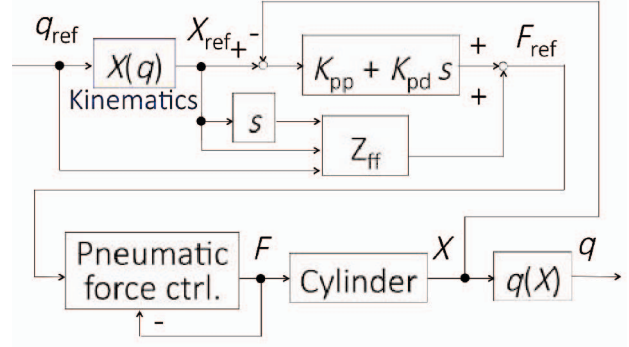 q_ref
X(q)
Kinematics
X_ref
+
-
K_pp + K_pd s
+
+
F_ref
s
Z_ff
Pneumatic
force ctrl.
-
F
Cylinder
X
q(X)
q